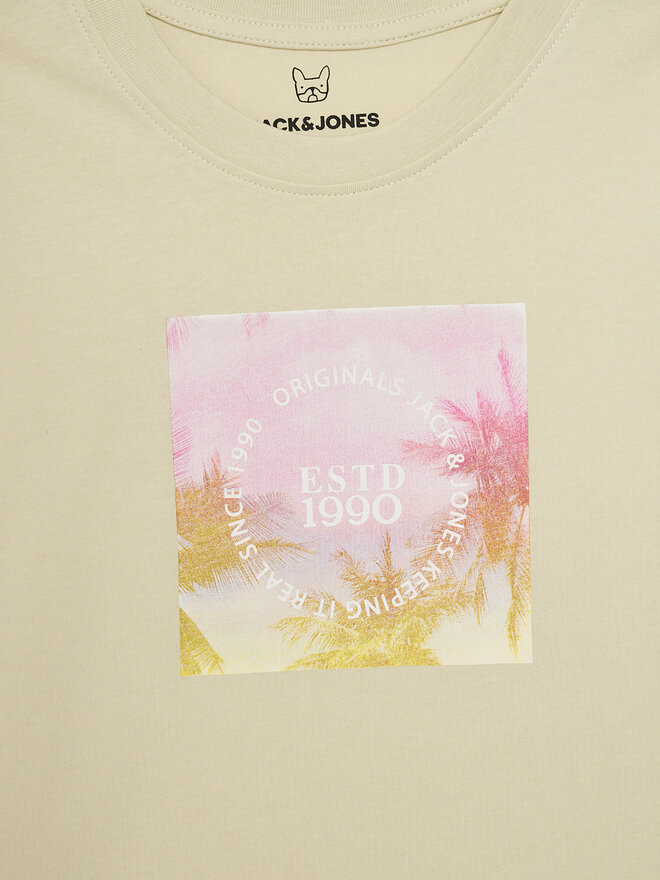 JACK&JONES
ORIGINALS JACK & JONES KEEPING IT REAL SINCE 1990
ESTD
1990